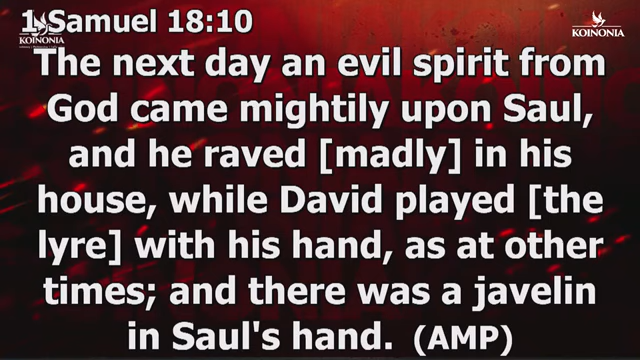 1 Samuel 18:10
KOINONIA
KOINONIA
The next day an evil spirit from
God came mightily upon Saul,
and he raved [madly] in his
house, while David played [the
lyre] with his hand, as at other
times; and there was a javelin
in Saul's hand. (AMP)